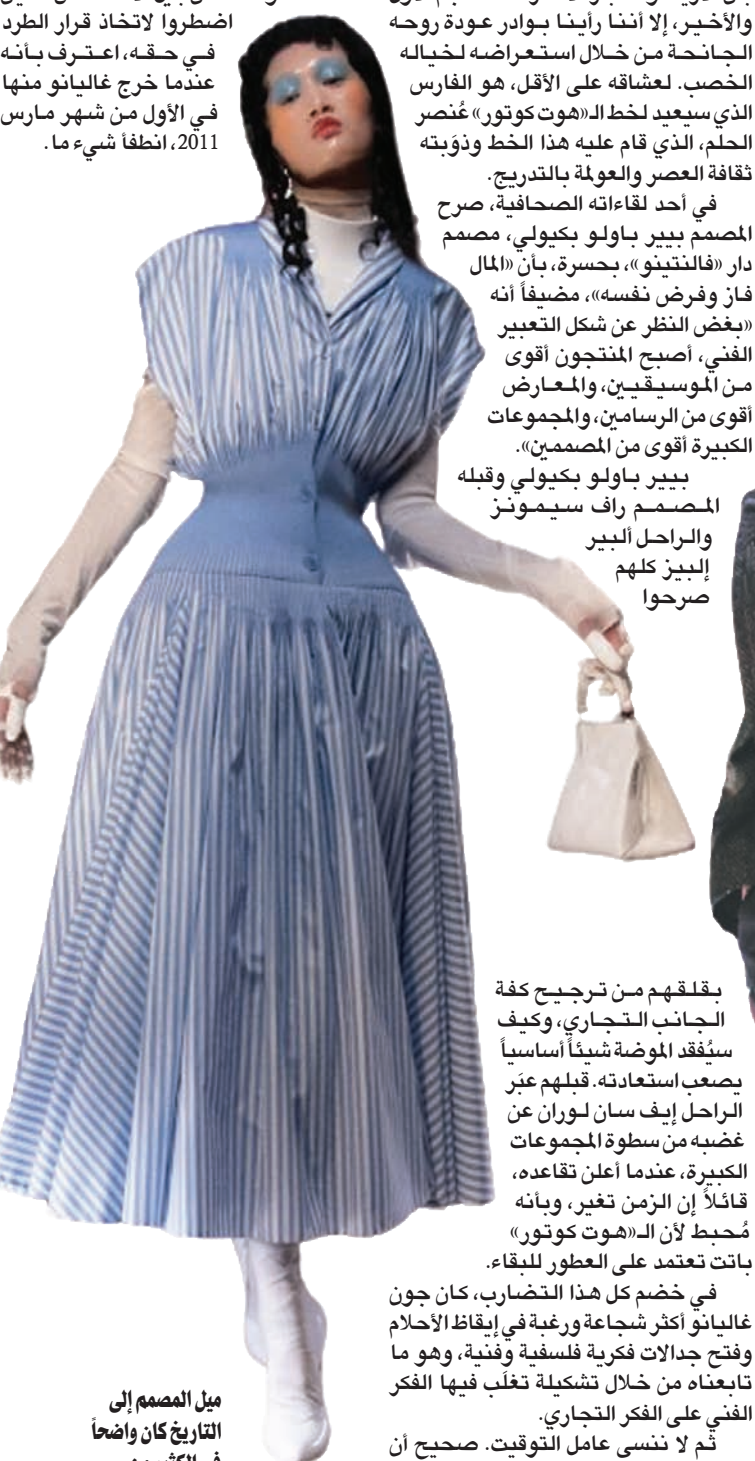 والأخير، إلا أننا رأينا بوادر عودة روحه
الجانحة من خلال استعراضه لخياله
الخصب. لعشاقه على الأقل، هو الفارس
الذي سيعيد لخط الـ«هوت كوتور» عُنصر
الحلم، الذي قام عليه هذا الخط وذوَبته
ثقافة العصر والعولمة بالتدريج.
في أحد لقاءاته الصحافية، صرح
المصمم بيير باولو بكيولي، مصمم
دار «فالنتينو»، بحسرة، بأن «المال
فاز وفرض نفسه»، مضيفاً أنه
«بغض النظر عن شكل التعبير
الفني، أصبح المنتجون أقوى
من الموسيقيين، والمعارض
أقوى من الرسامين، والمجموعات
الكبيرة أقوى من المصممين».
بيير باولو بكيولي وقبله
المصمم راف سيمونز
والراحل ألبير
إلبيز كلهم
صرحوا
بقلقهم من ترجيح كفة
الجانب التجاري، وكيف
سيُفقد الموضة شيئاً أساسياً
يصعب استعادته. قبلهم عبَر
الراحل إيف سان لوران عن
غضبه من سطوة المجموعات
الكبيرة، عندما أعلن تقاعده،
قائلاً إن الزمن تغير، وبأنه
مُحبط لأن الـ«هوت كوتور»
باتت تعتمد على العطور للبقاء.
في خضم كل هذا التضارب، كان جون
غاليانو أكثر شجاعة ورغبة في إيقاظ الأحلام
وفتح جدالات فكرية فلسفية وفنية، وهو ما
تابعناه من خلال تشكيلة تغلَب فيها الفكر
الفني على الفكر التجاري.
ثم لا ننسى عامل التوقيت. صحيح أن
اضطروا لاتخاذ قرار الطرد
في حقه، اعترف بأنه
عندما خرج غاليانو منها
في الأول من شهر مارس
2011، انطفأ شيء ما.
ميل المصمم إلى
التاريخ كان واضحاً